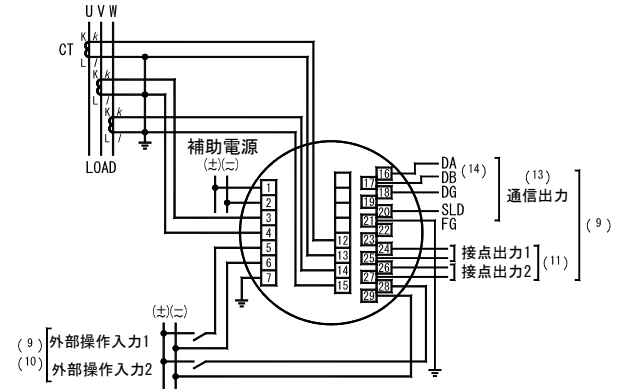 U V W
CT
K k
L l
K k
L l
K k
L l
LOAD
補助電源
(±)(≂)
1
2
3
4
5
6
7
12
13
14
15
16
17
18
19
20
21
22
23
24
25
26
27
28
29
DA
DB
DG
(14)
SLD
FG
(13)
通信出力
(9)
接点出力1
接点出力2
(11)
(±)(≂)
(9)
(10)
外部操作入力1
外部操作入力2